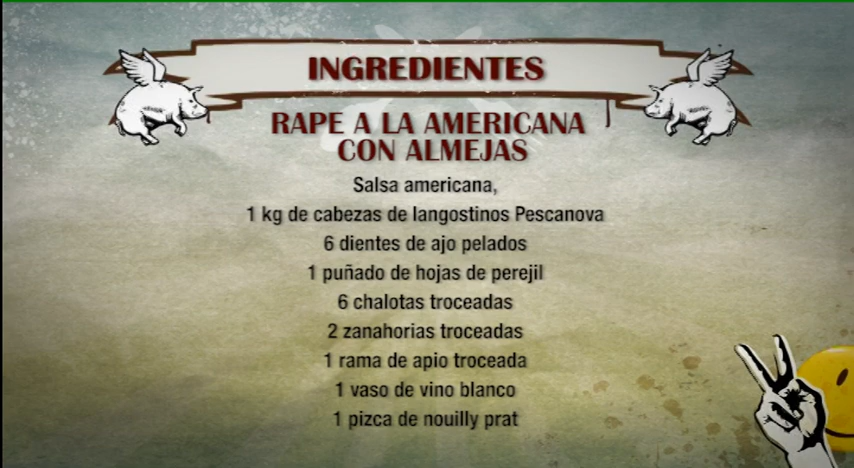 INGREDIENTES
RAPE A LA AMERICANA
CON ALMEJAS
Salsa americana,
1 kg de cabezas de langostinos Pescanova
6 dientes de ajo pelados
1 puñado de hojas de perejil
6 chalotas troceadas
2 zanahorias troceadas
1 rama de apio troceada
1 vaso de vino blanco
1 pizca de nouilly prat